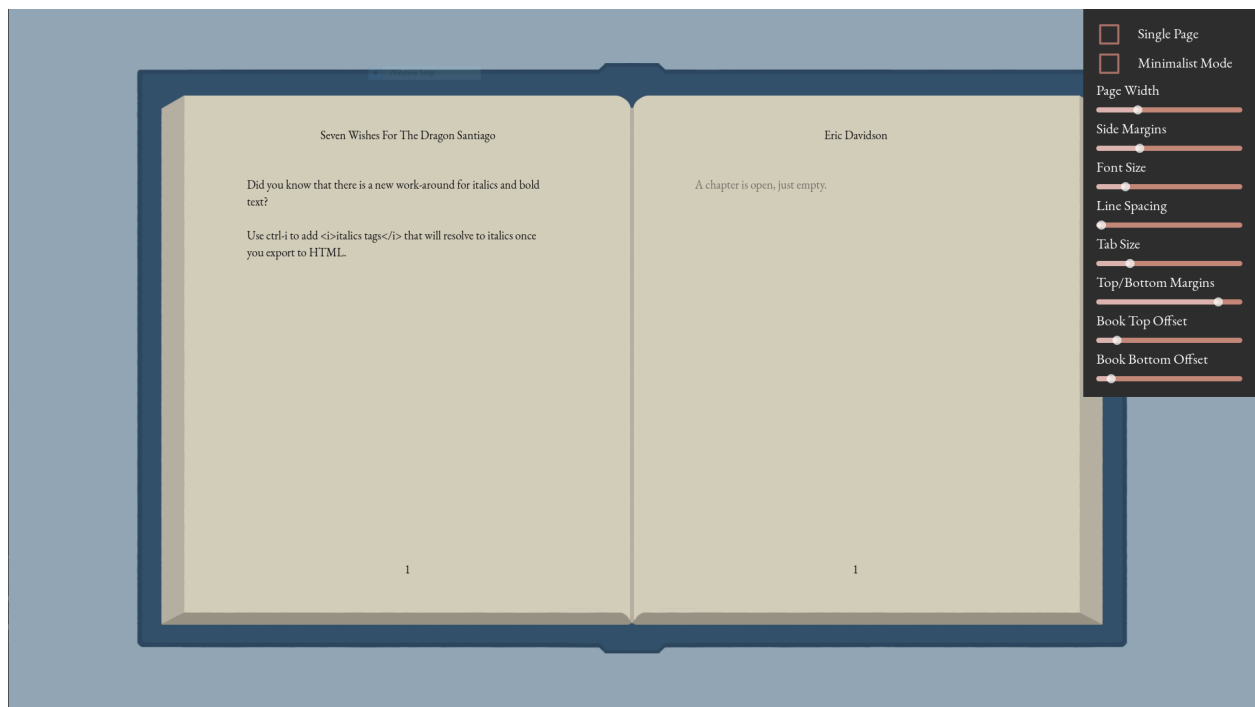 Seven Wishes For The Dragon Santiago
Did you know that there is a new work-around for italics and bold
text?
Use ctrl-i to add <i>italics tags</i> that will resolve to italics once
you export to HTML.
1
Eric Davidson
A chapter is open, just empty.
1
Single Page
Minimalist Mode
Page Width
Side Margins
Font Size
Line Spacing
Tab Size
Top/Bottom Margins
Book Top Offset
Book Bottom Offset